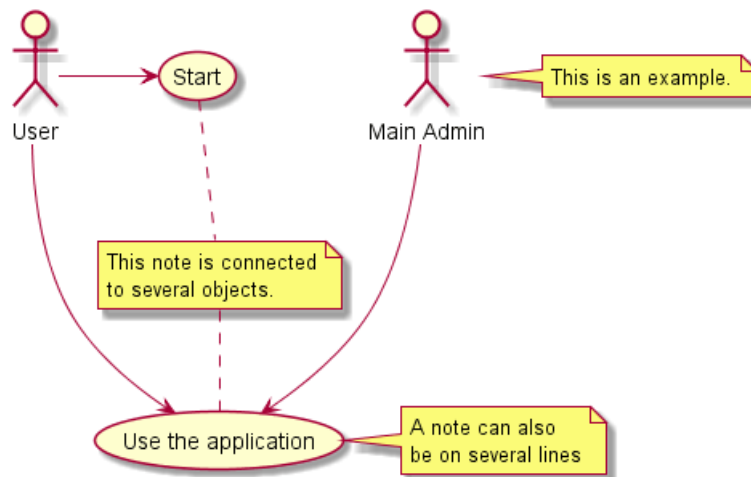 Start
This is an example.
User
Main Admin
This note is connected
to several objects.
Use the application
A note can also
be on several lines